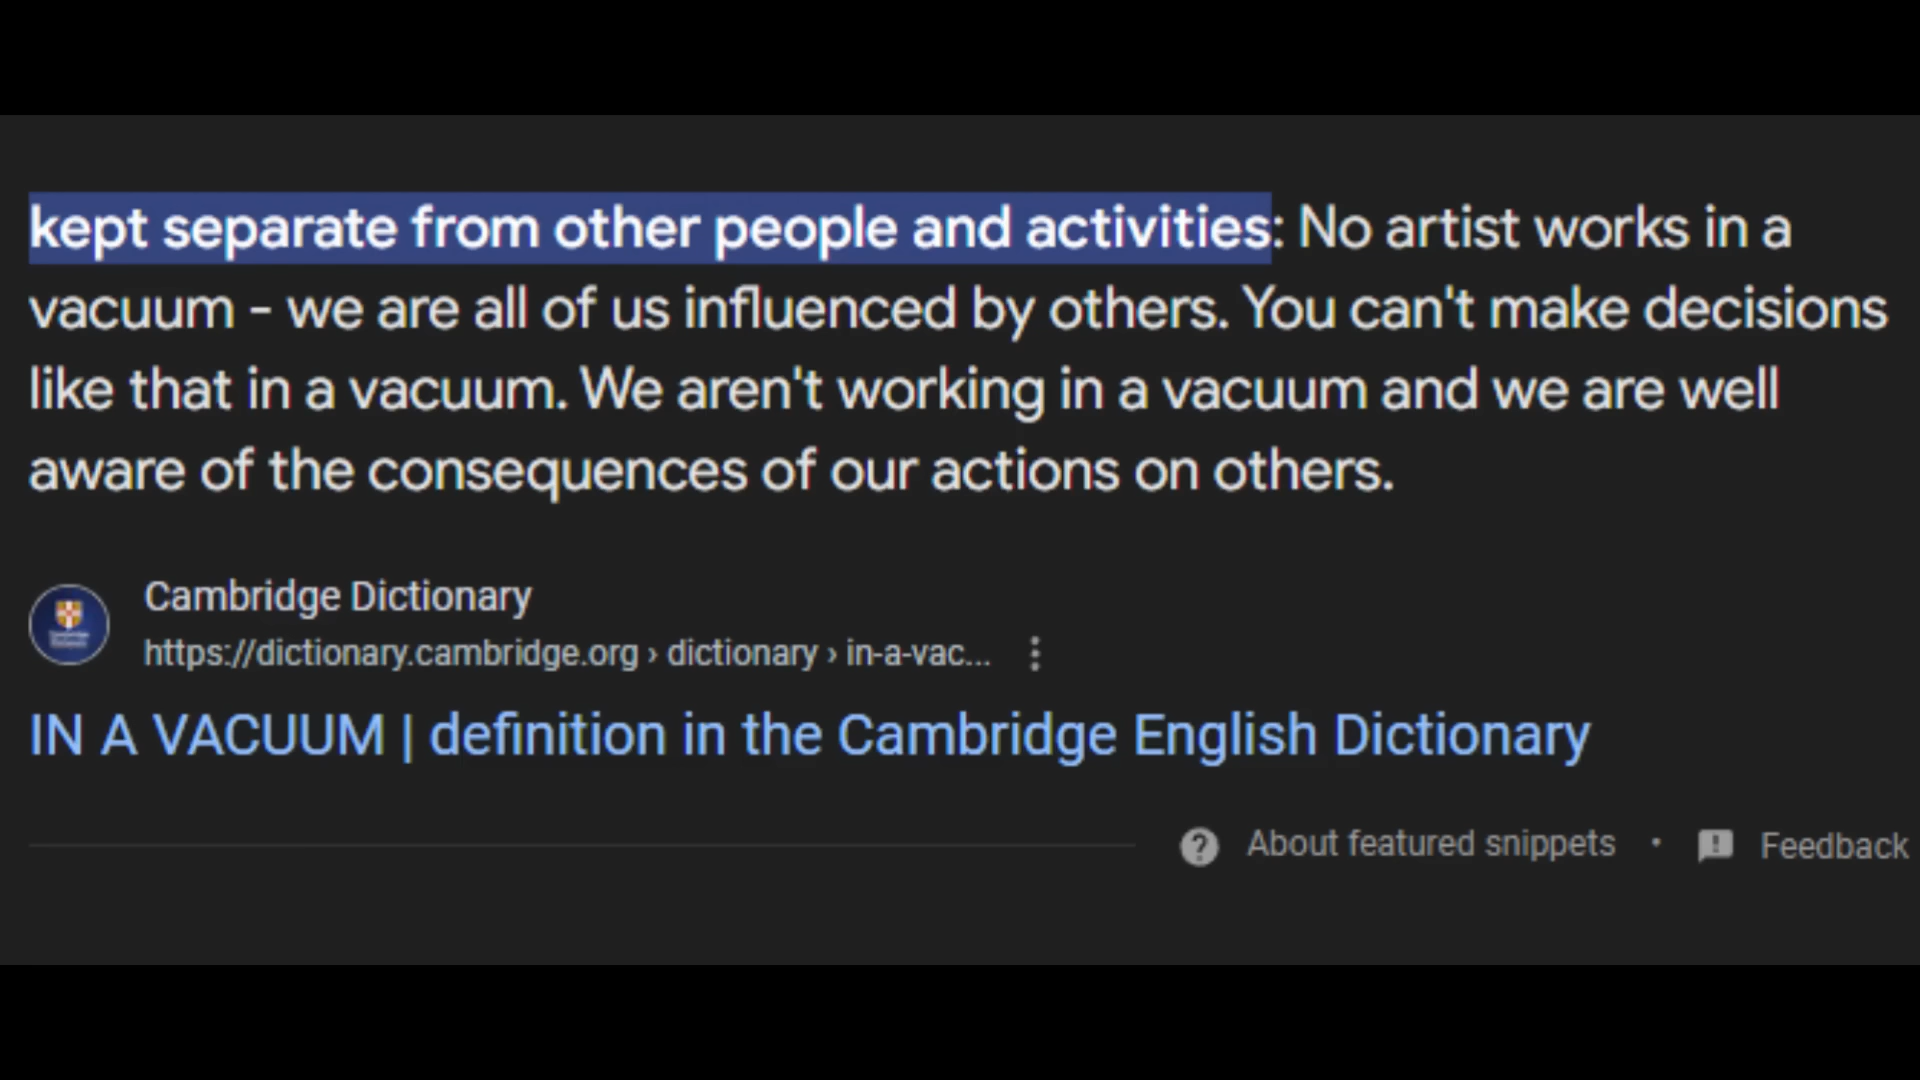 kept separate from other people and activities: No artist works in a
vacuum - we are all of us influenced by others. You can't make decisions
like that in a vacuum. We aren't working in a vacuum and we are well
aware of the consequences of our actions on others.
Cambridge Dictionary
https://dictionary.cambridge.org › dictionary › in-a-vac...
IN A VACUUM | definition in the Cambridge English Dictionary
About featured snippets • Feedback